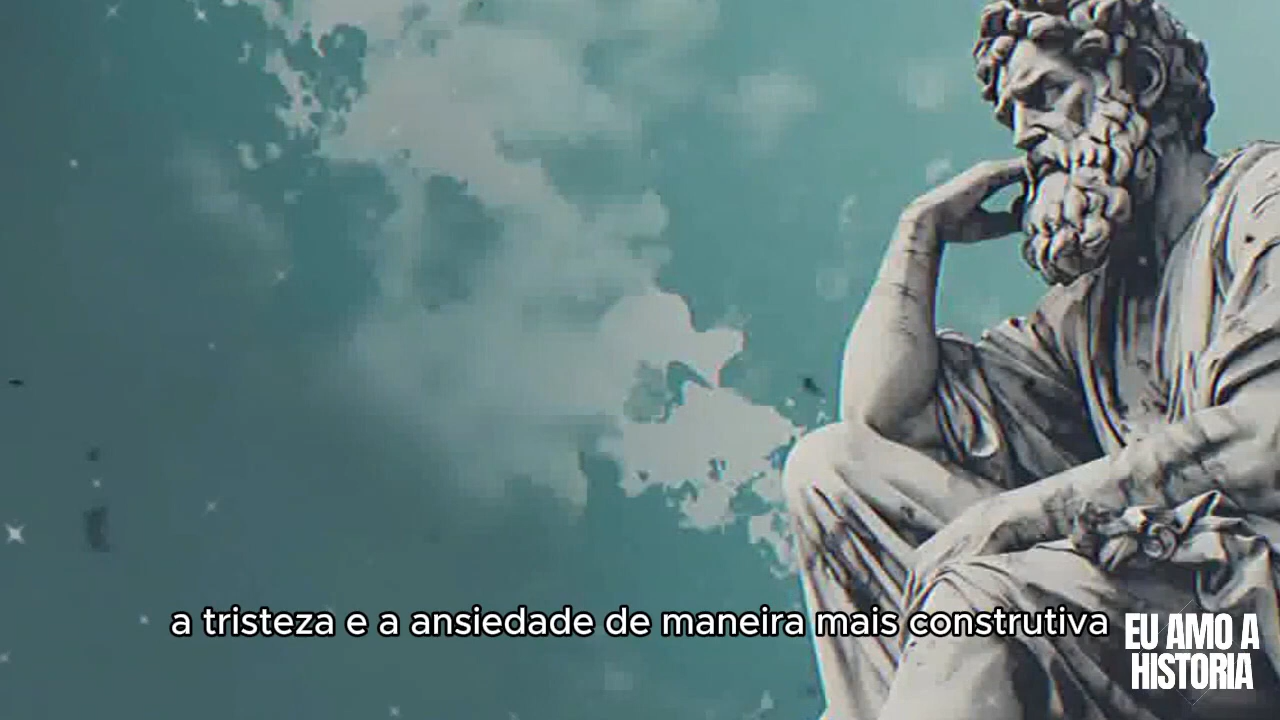 a tristeza e a ansiedade de maneira mais construtiva
EU AMO A
HISTORIA